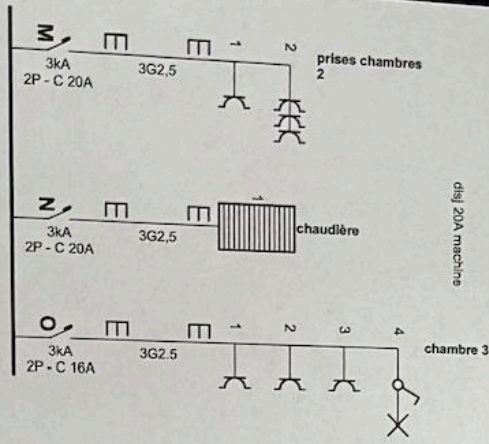 M
3kA
2P - C 20A
3G2,5
1
2
prises chambres
2
N
3kA
2P - C 20A
3G2,5
1
chaudière
disj 20A machine
O
3kA
2P - C 16A
3G2.5
1
2
3
4
chambre 3